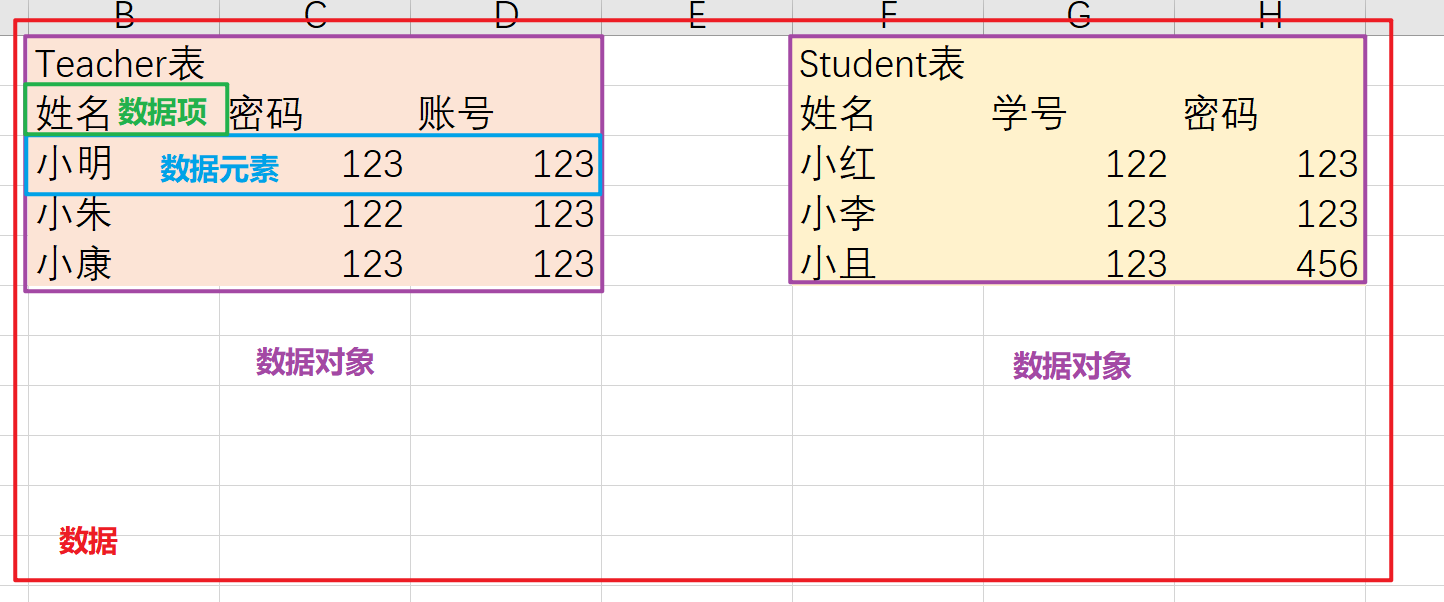 B C D E F G H
Teacher表 Student表
姓名 数据项 密码 账号 姓名 学号 密码
小明 数据元素 123 123 小红 122 123
小朱 122 123 小李 123 123
小康 123 123 小且 123 456
数据对象 数据对象
数据